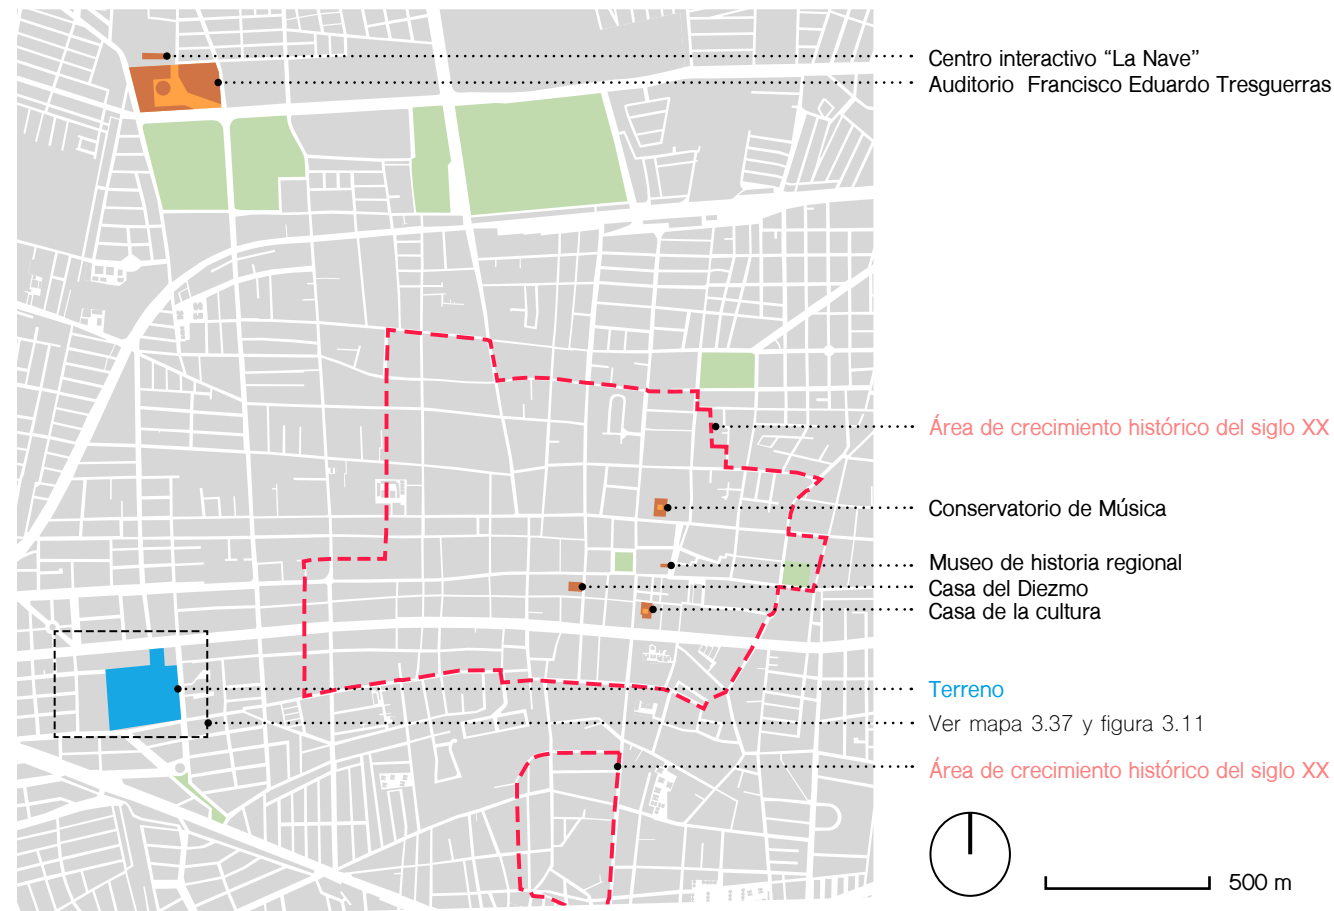 Centro interactivo “La Nave”
Auditorio Francisco Eduardo Tresguerras
Área de crecimiento histórico del siglo XX
Conservatorio de Música
Museo de historia regional
Casa del Diezmo
Casa de la cultura
Terreno
Ver mapa 3.37 y figura 3.11
Área de crecimiento histórico del siglo XX
500 m